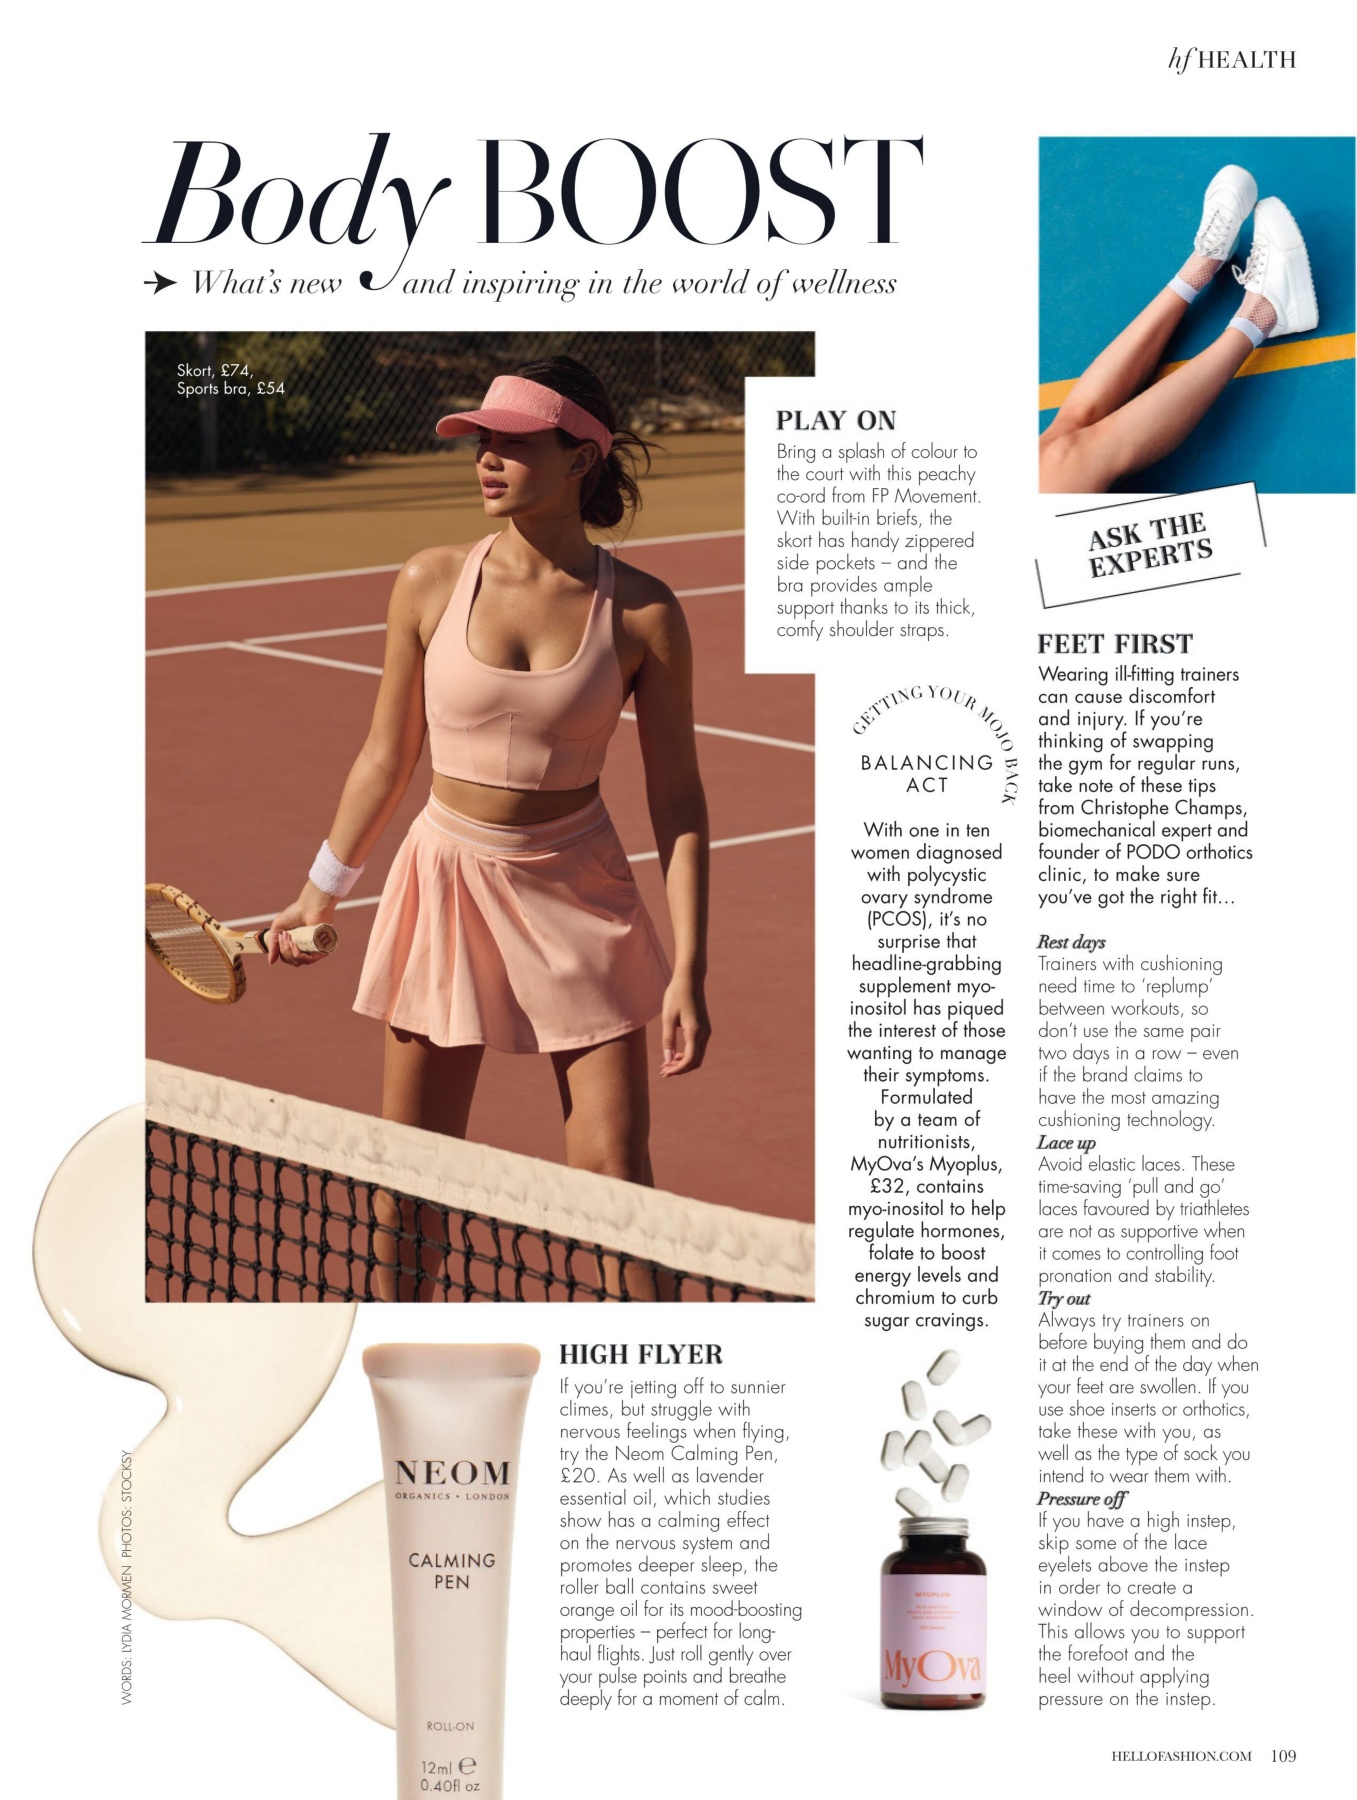 hf HEALTH
Body BOOST
What's new and inspiring in the world of wellness
Skort, £74,
Sports bra, £54
PLAY ON
Bring a splash of colour to
the court with this peachy
co-ord from FP Movement.
With built-in briefs, the
skort has handy zippered
side pockets – and the
bra provides ample
support thanks to its thick,
comfy shoulder straps.
GETTING YOUR MOJO BACK
BALANCING
ACT
With one in ten
women diagnosed
with polycystic
ovary syndrome
(PCOS), it's no
surprise that
headline-grabbing
supplement myo-
inositol has piqued
the interest of those
wanting to manage
their symptoms.
Formulated
by a team of
nutritionists,
MyOva's Myoplus,
£32, contains
myo-inositol to help
regulate hormones,
folate to boost
energy levels and
chromium to curb
sugar cravings.
MYOPLUS
MyOva
HIGH FLYER
If you're jetting off to sunnier
climes, but struggle with
nervous feelings when flying,
try the Neom Calming Pen,
£20. As well as lavender
essential oil, which studies
show has a calming effect
on the nervous system and
promotes deeper sleep, the
roller ball contains sweet
orange oil for its mood-boosting
properties – perfect for long-
haul flights. Just roll gently over
your pulse points and breathe
deeply for a moment of calm.
NEOM
ORGANICS • LONDON
CALMING
PEN
ROLL-ON
12ml e
0.40fl oz
WORDS: LYDIA MORMEN PHOTOS: STOCKSY
ASK THE
EXPERTS
FEET FIRST
Wearing ill-fitting trainers
can cause discomfort
and injury. If you're
thinking of swapping
the gym for regular runs,
take note of these tips
from Christophe Champs,
biomechanical expert and
founder of PODO orthotics
clinic, to make sure
you've got the right fit...
Rest days
Trainers with cushioning
need time to 'replump'
between workouts, so
don't use the same pair
two days in a row – even
if the brand claims to
have the most amazing
cushioning technology.
Lace up
Avoid elastic laces. These
time-saving 'pull and go'
laces favoured by triathletes
are not as supportive when
it comes to controlling foot
pronation and stability.
Try out
Always try trainers on
before buying them and do
it at the end of the day when
your feet are swollen. If you
use shoe inserts or orthotics,
take these with you, as
well as the type of sock you
intend to wear them with.
Pressure off
If you have a high instep,
skip some of the lace
eyelets above the instep
in order to create a
window of decompression.
This allows you to support
the forefoot and the
heel without applying
pressure on the instep.
HELLOFASHION.COM 109